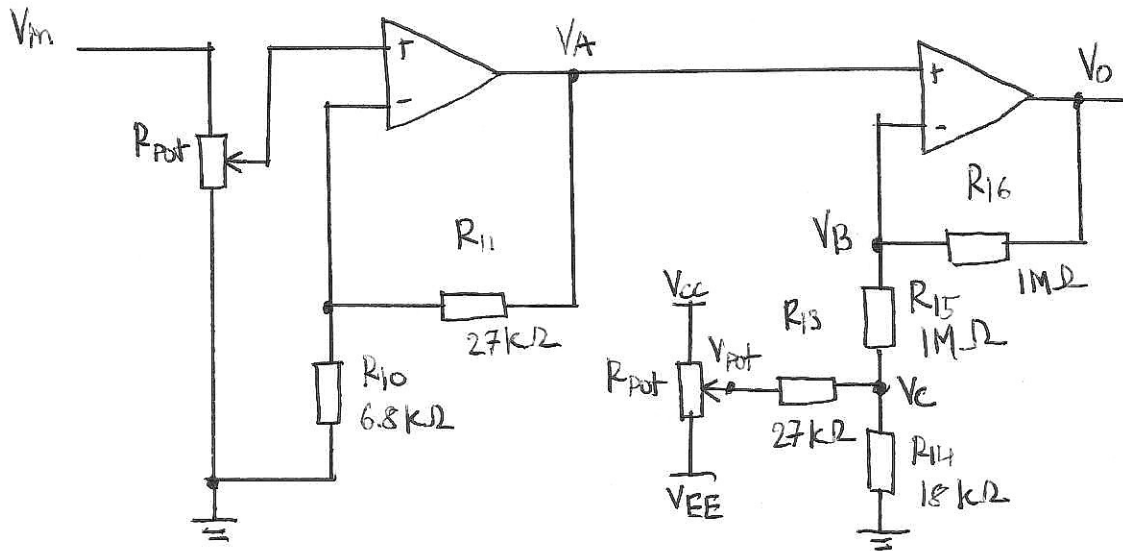 Vin
+
-
VA
+
-
VO
RPot
R11
27kΩ
R10
6.8kΩ
VB
R16
1MΩ
VCC
RPot
VPot
VEE
R13
27kΩ
R15
1MΩ
VC
R14
18kΩ